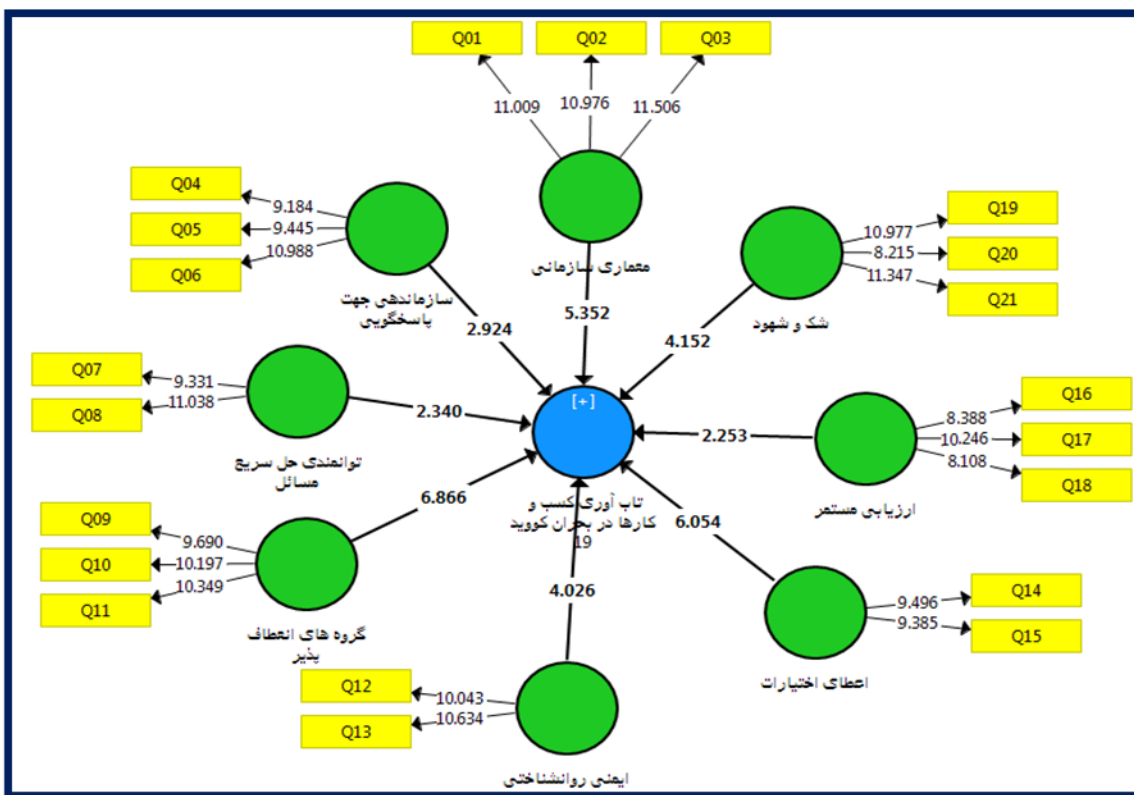 Q01
Q02
Q03
11.009
10.976
11.506
معماری سازمانی
5.352
Q04
Q05
Q06
9.184
9.445
10.988
سازماندهی جهت
پاسخگویی
2.924
Q19
Q20
Q21
10.977
8.215
11.347
شک و شهود
4.152
Q07
Q08
9.331
11.038
توانمندی حل سریع
مسائل
2.340
[+]
تاب آوری کسب و
کارها در بحران کووید
19
Q16
Q17
Q18
8.388
10.246
8.108
ارزیابی مستمر
2.253
Q09
Q10
Q11
9.690
10.197
10.349
گروه های انعطاف
پذیر
6.866
Q14
Q15
9.496
9.385
اعطای اختیارات
6.054
Q12
Q13
10.043
10.634
ایمنی روانشناختی
4.026